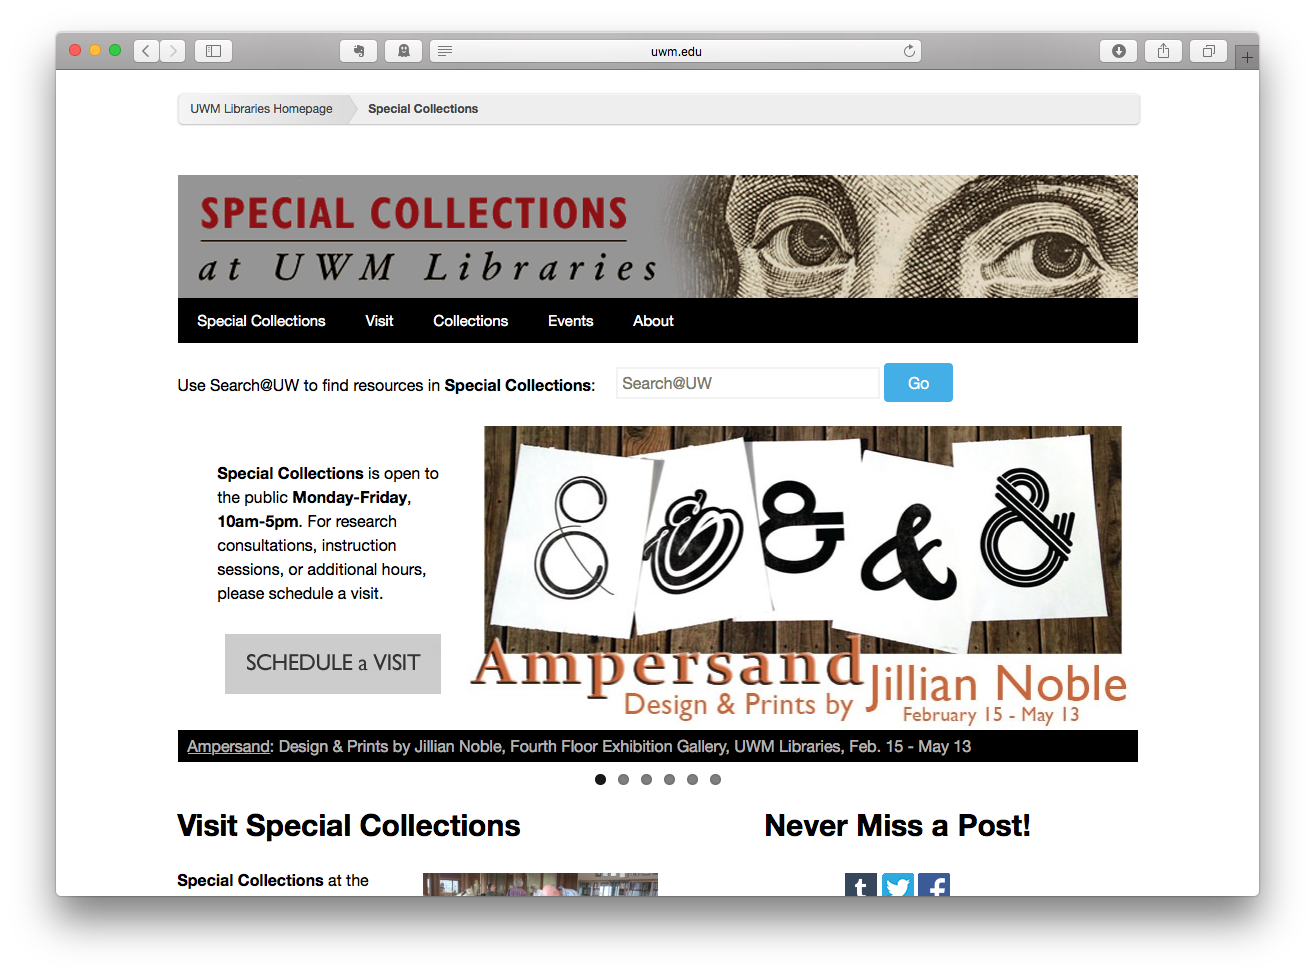 uwm.edu
UWM Libraries Homepage
Special Collections
SPECIAL COLLECTIONS
at UWM Libraries
Special Collections Visit Collections Events About
Use Search@UW to find resources in Special Collections:
Search@UW
Go
Special Collections is open to
the public Monday-Friday,
10am-5pm. For research
consultations, instruction
sessions, or additional hours,
please schedule a visit.
SCHEDULE a VISIT
& & & & &
Ampersand
Design & Prints by
Jillian Noble
February 15 - May 13
Ampersand: Design & Prints by Jillian Noble, Fourth Floor Exhibition Gallery, UWM Libraries, Feb. 15 - May 13
Visit Special Collections
Special Collections at the
Never Miss a Post!